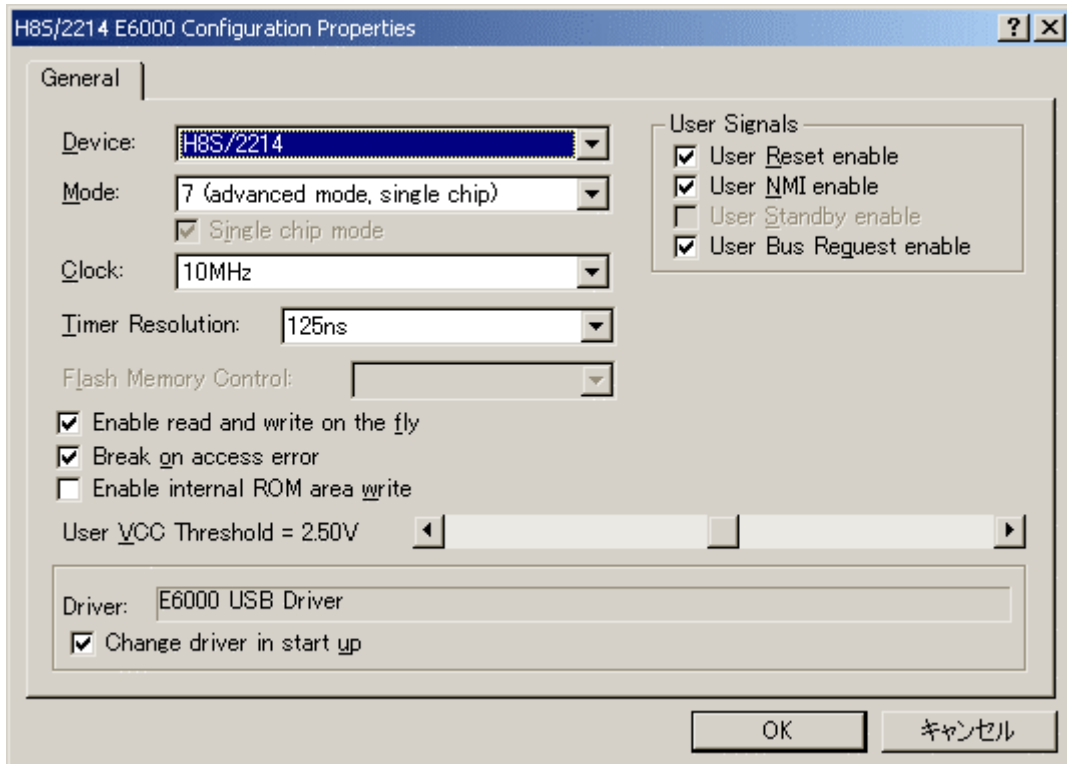 H8S/2214 E6000 Configuration Properties
General
Device: H8S/2214
Mode: 7 (advanced mode, single chip)
Single chip mode
Clock: 10MHz
Timer Resolution: 125ns
Flash Memory Control:
Enable read and write on the fly
Break on access error
Enable internal ROM area write
User VCC Threshold = 2.50V
User Signals
User Reset enable
User NMI enable
User Standby enable
User Bus Reguest enable
Driver: E6000 USB Driver
Change driver in start up
OK
キャンセル